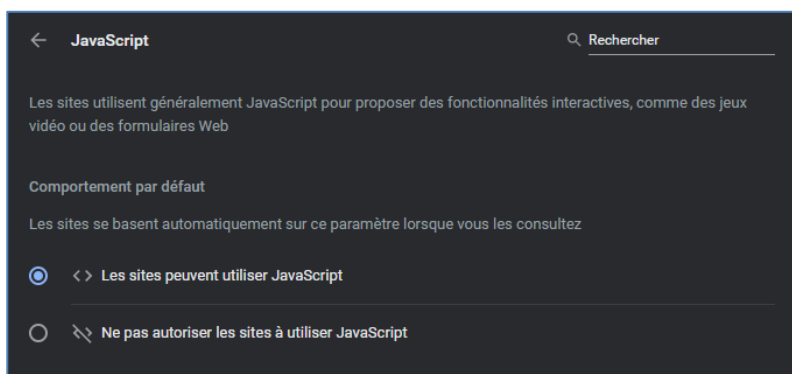 JavaScript
Rechercher
Les sites utilisent généralement JavaScript pour proposer des fonctionnalités interactives, comme des jeux
vidéo ou des formulaires Web
Comportement par défaut
Les sites se basent automatiquement sur ce paramètre lorsque vous les consultez
Les sites peuvent utiliser JavaScript
Ne pas autoriser les sites à utiliser JavaScript